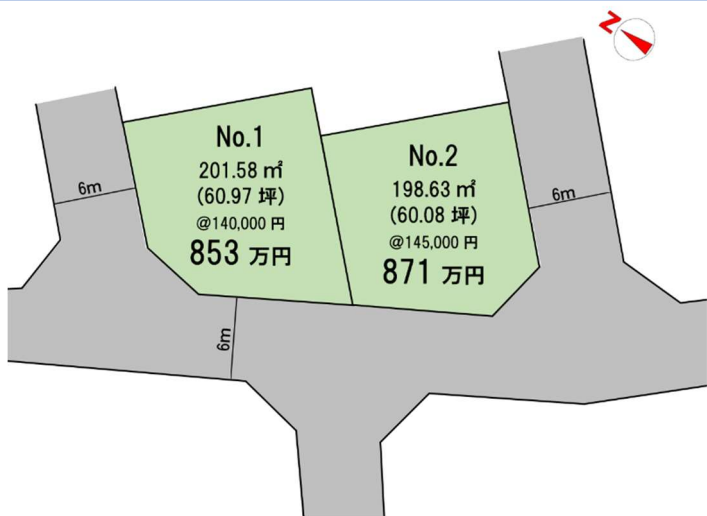 N
No.1
201.58 ㎡
(60.97 坪)
@140,000 円
853 万円
No.2
198.63 ㎡
(60.08 坪)
@145,000 円
871 万円
6m
6m
6m